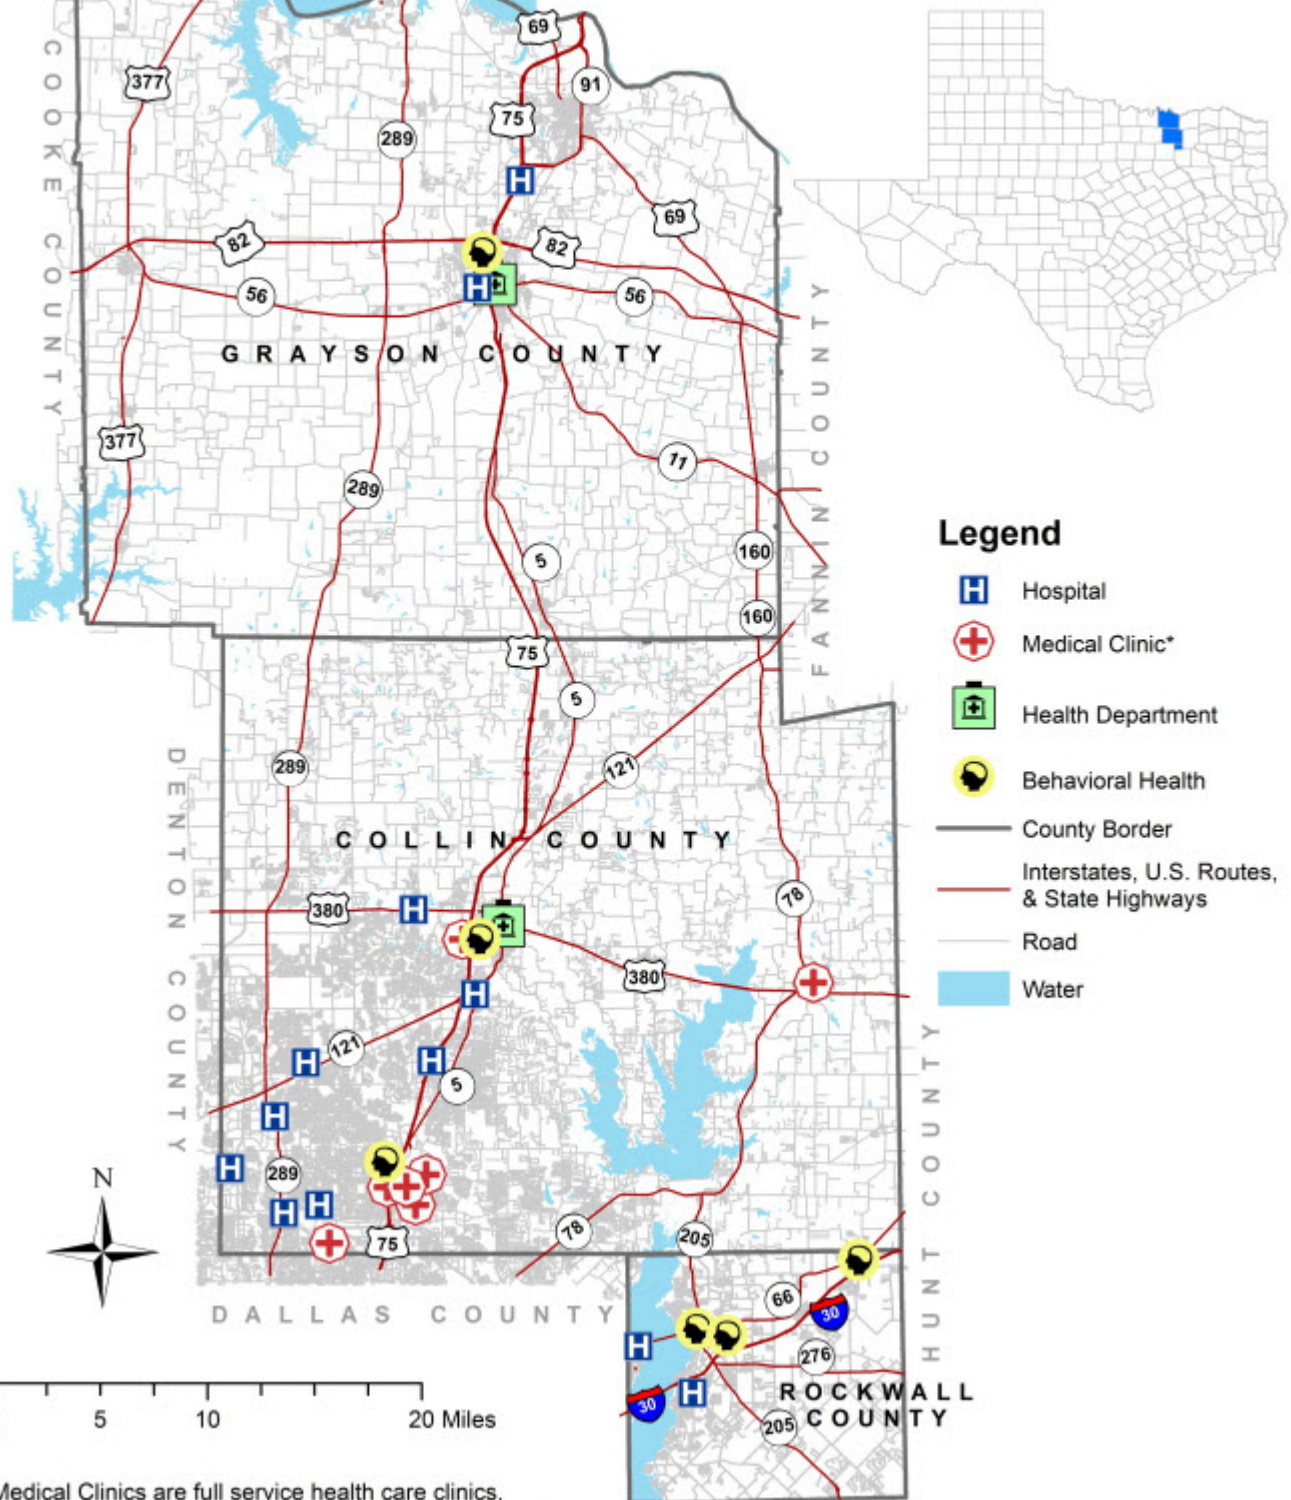 COOKE COUNTY
377
289
69
91
75
H
69
82
82
H
56
56
GRAYSON COUNTY
377
289
11
5
160
160
FANNIN COUNTY
75
5
289
121
DENTON COUNTY
COLLIN COUNTY
78
380
H
380
H
121
H
H
5
H
H
289
H
H
75
78
205
N
DALLAS COUNTY
HUNT COUNTY
66
30
H
276
30
H
ROCKWALL
COUNTY
205
5 10 20 Miles
Medical Clinics are full service health care clinics.
Legend
H Hospital
Medical Clinic*
Health Department
Behavioral Health
County Border
Interstates, U.S. Routes,
& State Highways
Road
Water